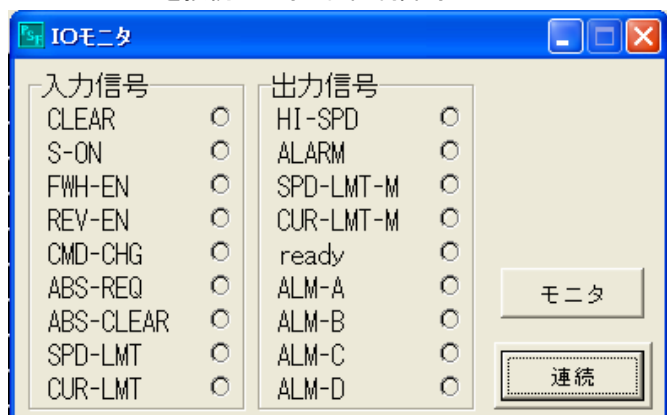 IOモニタ
入力信号
CLEAR
S-ON
FWH-EN
REV-EN
CMD-CHG
ABS-REQ
ABS-CLEAR
SPD-LMT
CUR-LMT
出力信号
HI-SPD
ALARM
SPD-LMT-M
CUR-LMT-M
ready
ALM-A
ALM-B
ALM-C
ALM-D
モニタ
連続